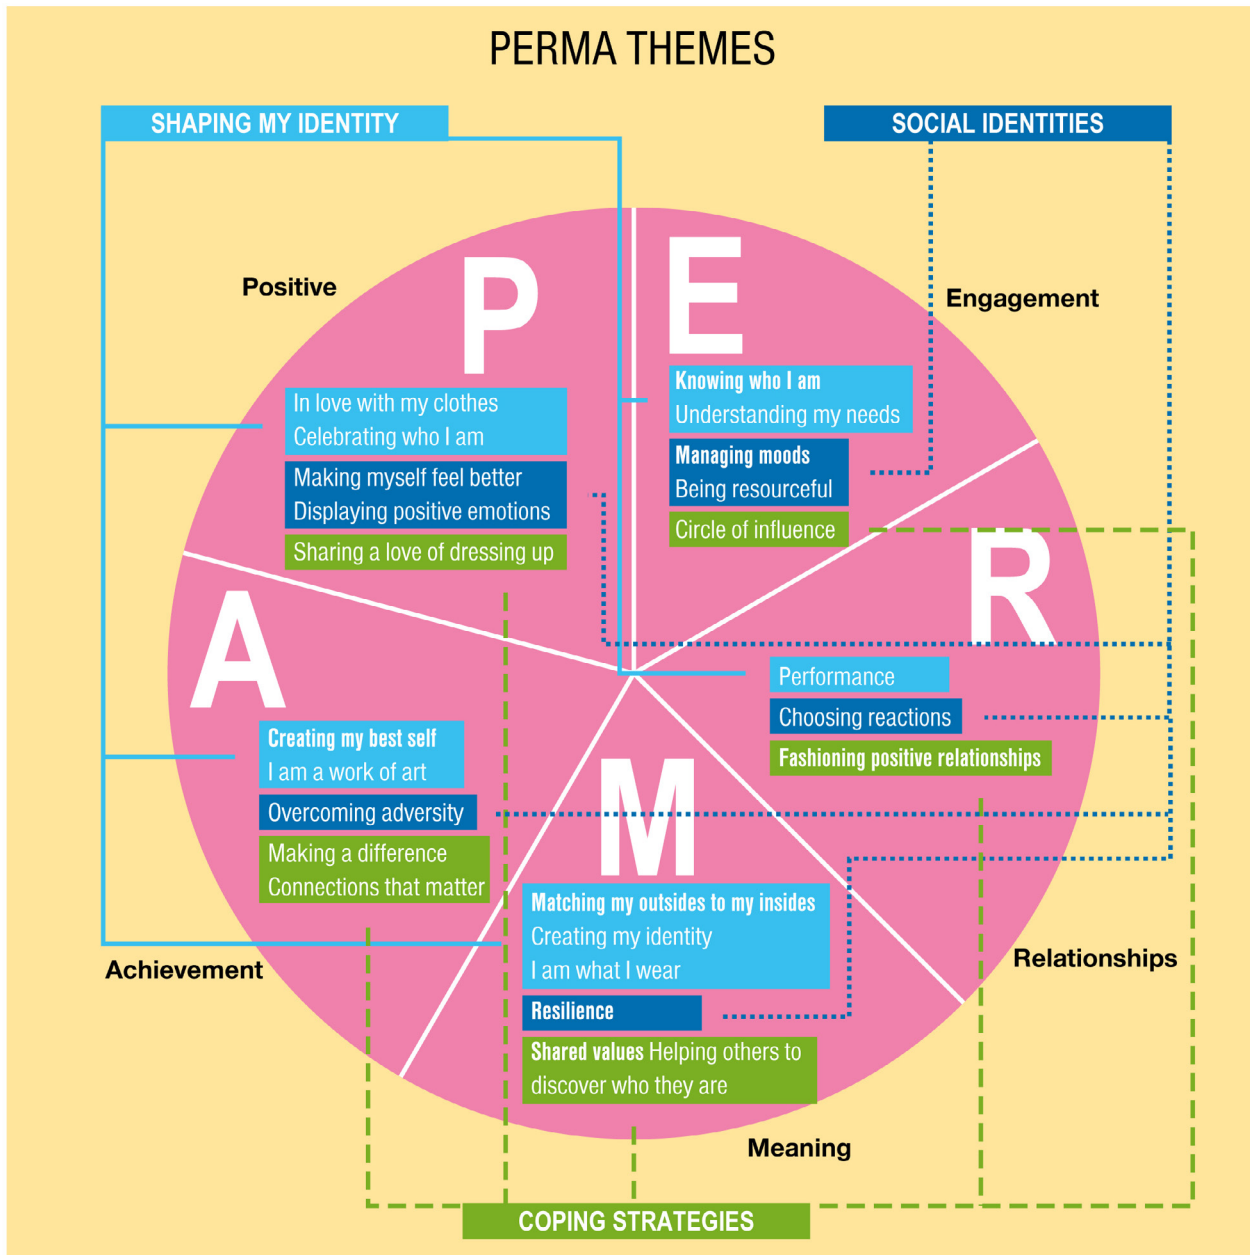 PERMA THEMES
SHAPING MY IDENTITY
SOCIAL IDENTITIES
Positive
P
In love with my clothes
Celebrating who I am
Making myself feel better
Displaying positive emotions
Sharing a love of dressing up
E
Engagement
Knowing who I am
Understanding my needs
Managing moods
Being resourceful
Circle of influence
R
Performance
Choosing reactions
Fashioning positive relationships
Relationships
A
Creating my best self
I am a work of art
Overcoming adversity
Making a difference
Connections that matter
Achievement
M
Matching my outsides to my insides
Creating my identity
I am what I wear
Resilience
Shared values Helping others to
discover who they are
Meaning
COPING STRATEGIES